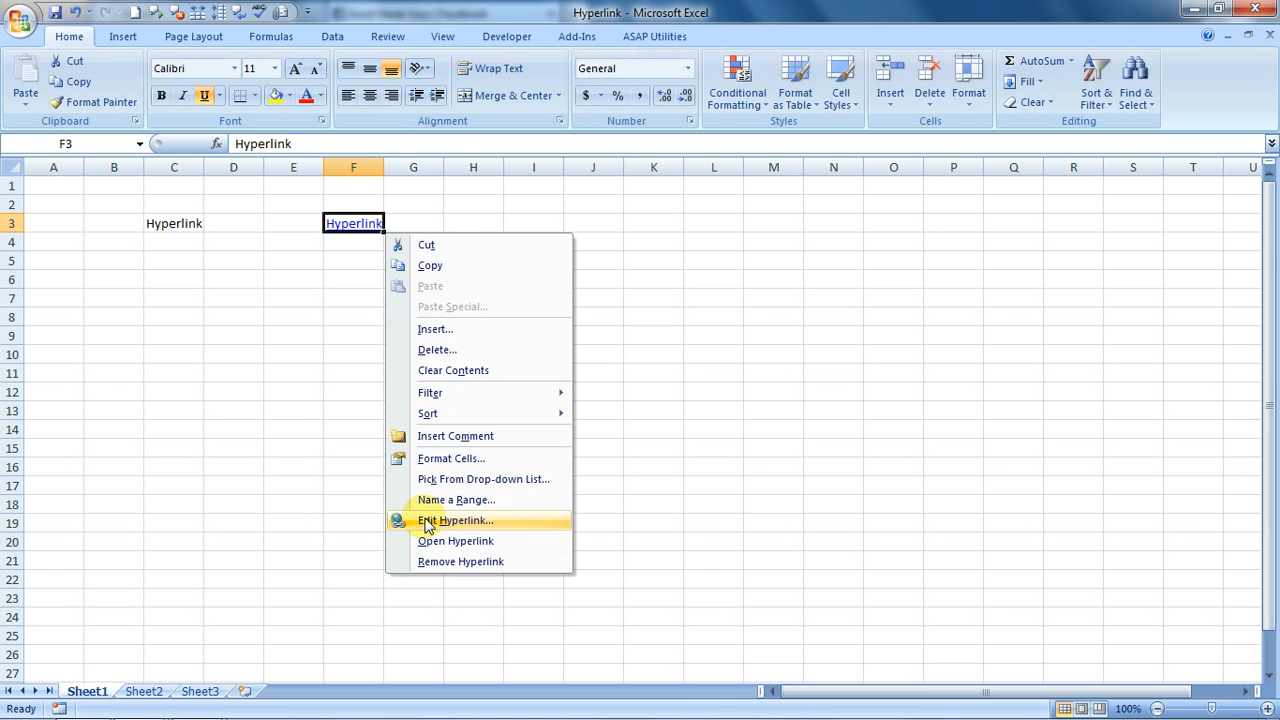 Hyperlink - Microsoft Excel
Home Insert Page Layout Formulas Data Review View Developer Add-Ins ASAP Utilities
Paste
Cut
Copy
Format Painter
Clipboard
Calibri 11
B I U A
Font
Wrap Text
Merge & Center
Alignment
General
$ % ,
Number
Conditional Formatting
Format as Table
Cell Styles
Styles
Insert
Delete
Format
Cells
Σ AutoSum
Fill
Clear
Sort & Filter
Find & Select
Editing
F3 fx Hyperlink
A B C D E F G H I J K L M N O P Q R S T U
1
2
3 Hyperlink Hyperlink
4
5
6
7
8
9
10
11
12
13
14
15
16
17
18
19
20
21
22
23
24
25
26
27
Cut
Copy
Paste
Paste Special...
Insert...
Delete...
Clear Contents
Filter
Sort
Insert Comment
Format Cells...
Pick From Drop-down List...
Name a Range...
Edit Hyperlink...
Open Hyperlink
Remove Hyperlink
Sheet1 Sheet2 Sheet3
Ready 100%